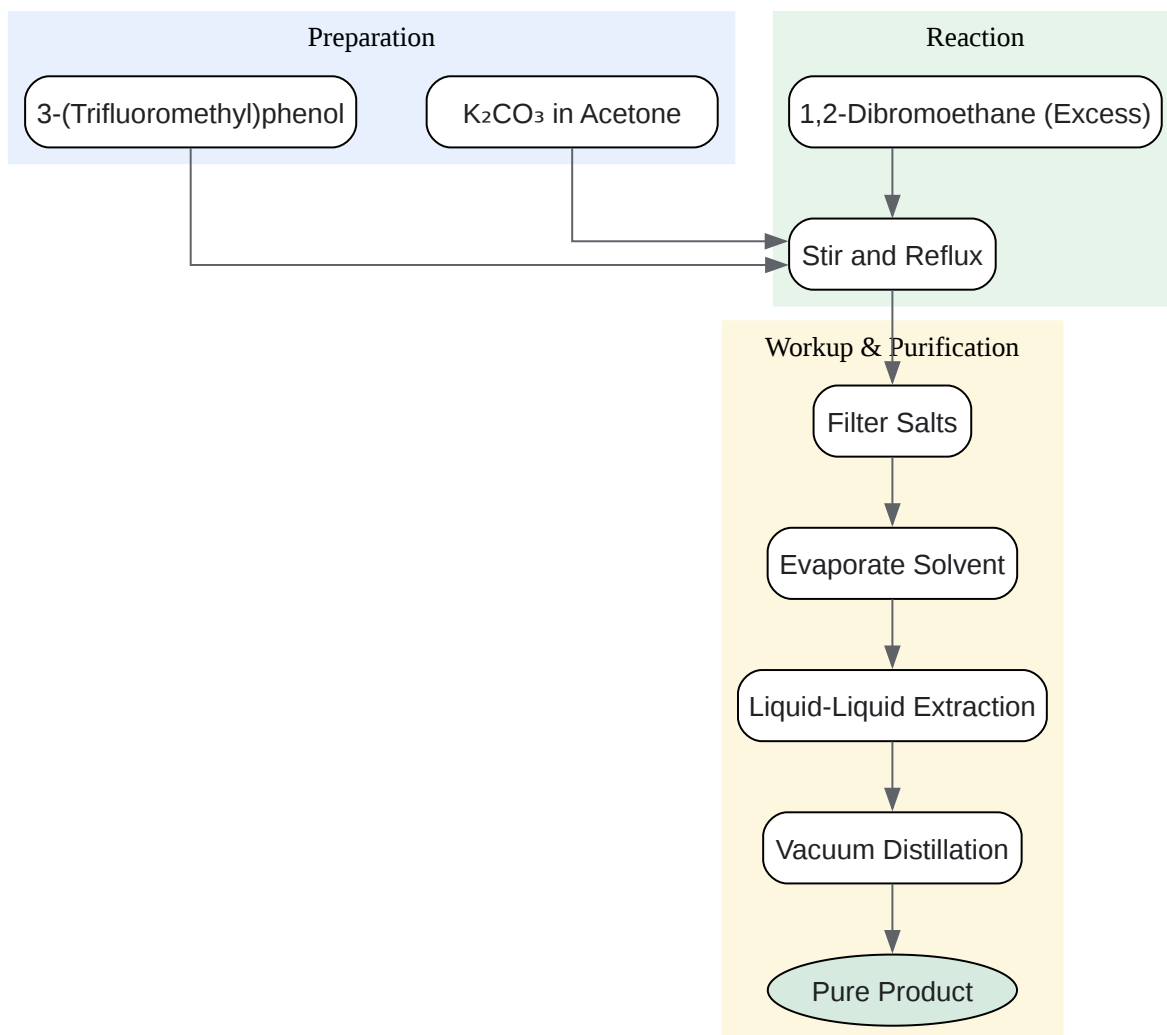 Preparation
Reaction
3-(Trifluoromethyl)phenol
K₂CO₃ in Acetone
1,2-Dibromoethane (Excess)
Stir and Reflux
Workup & Purification
Filter Salts
Evaporate Solvent
Liquid-Liquid Extraction
Vacuum Distillation
Pure Product